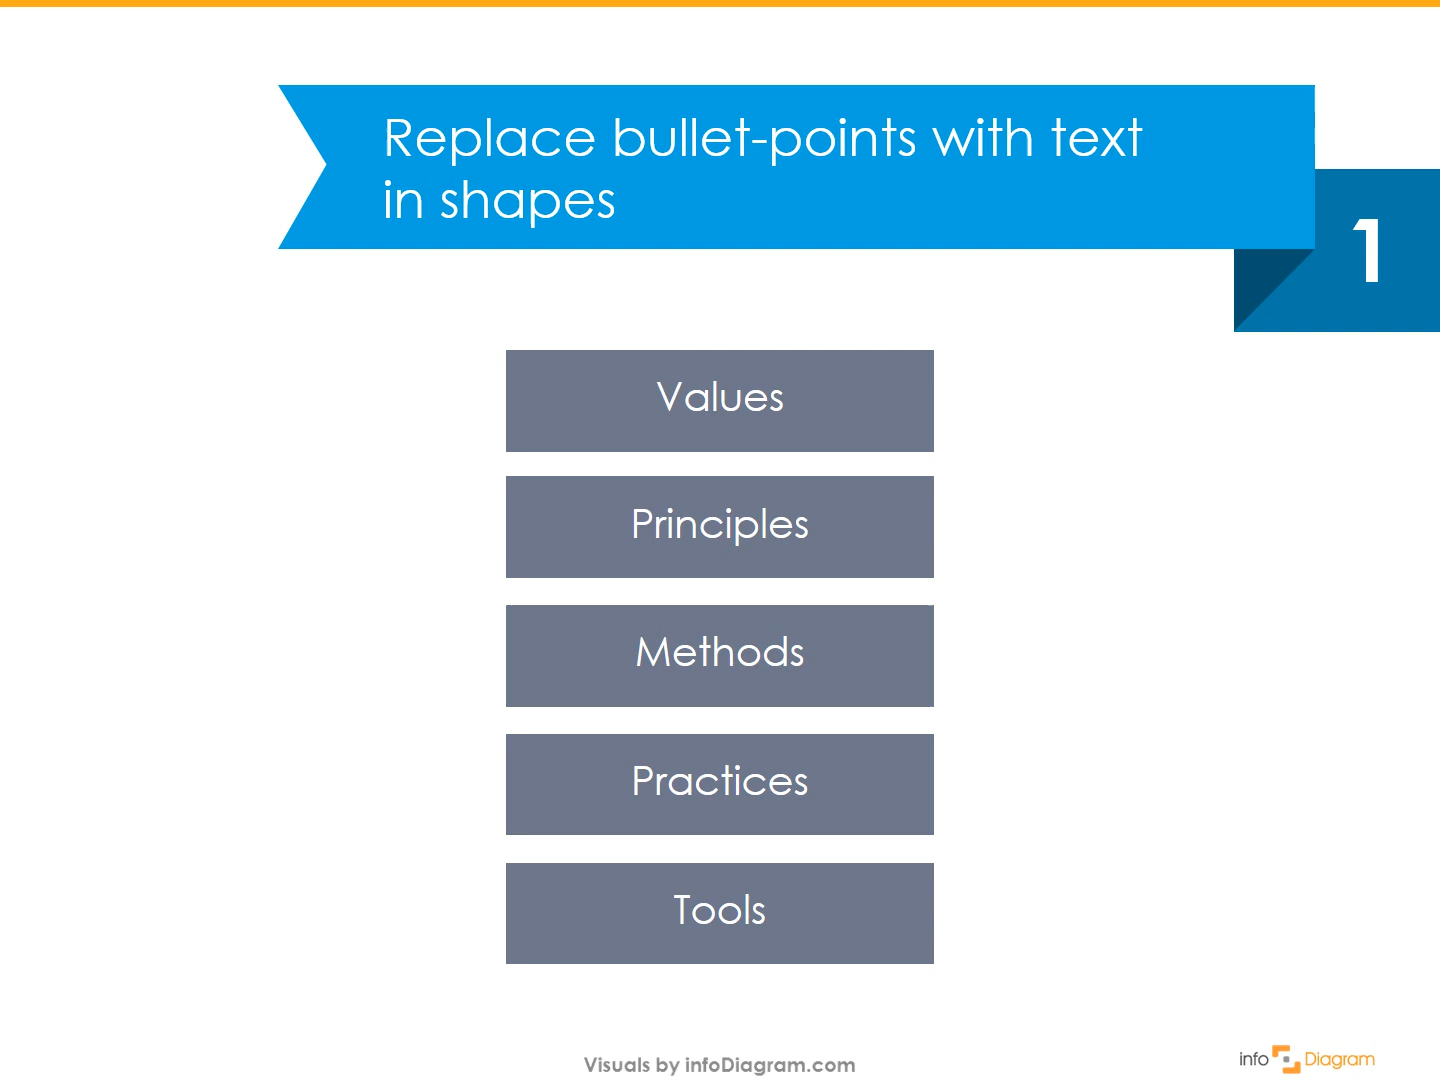 Replace bullet-points with text
in shapes
1
Values
Principles
Methods
Practices
Tools
Visuals by infoDiagram.com
info Diagram